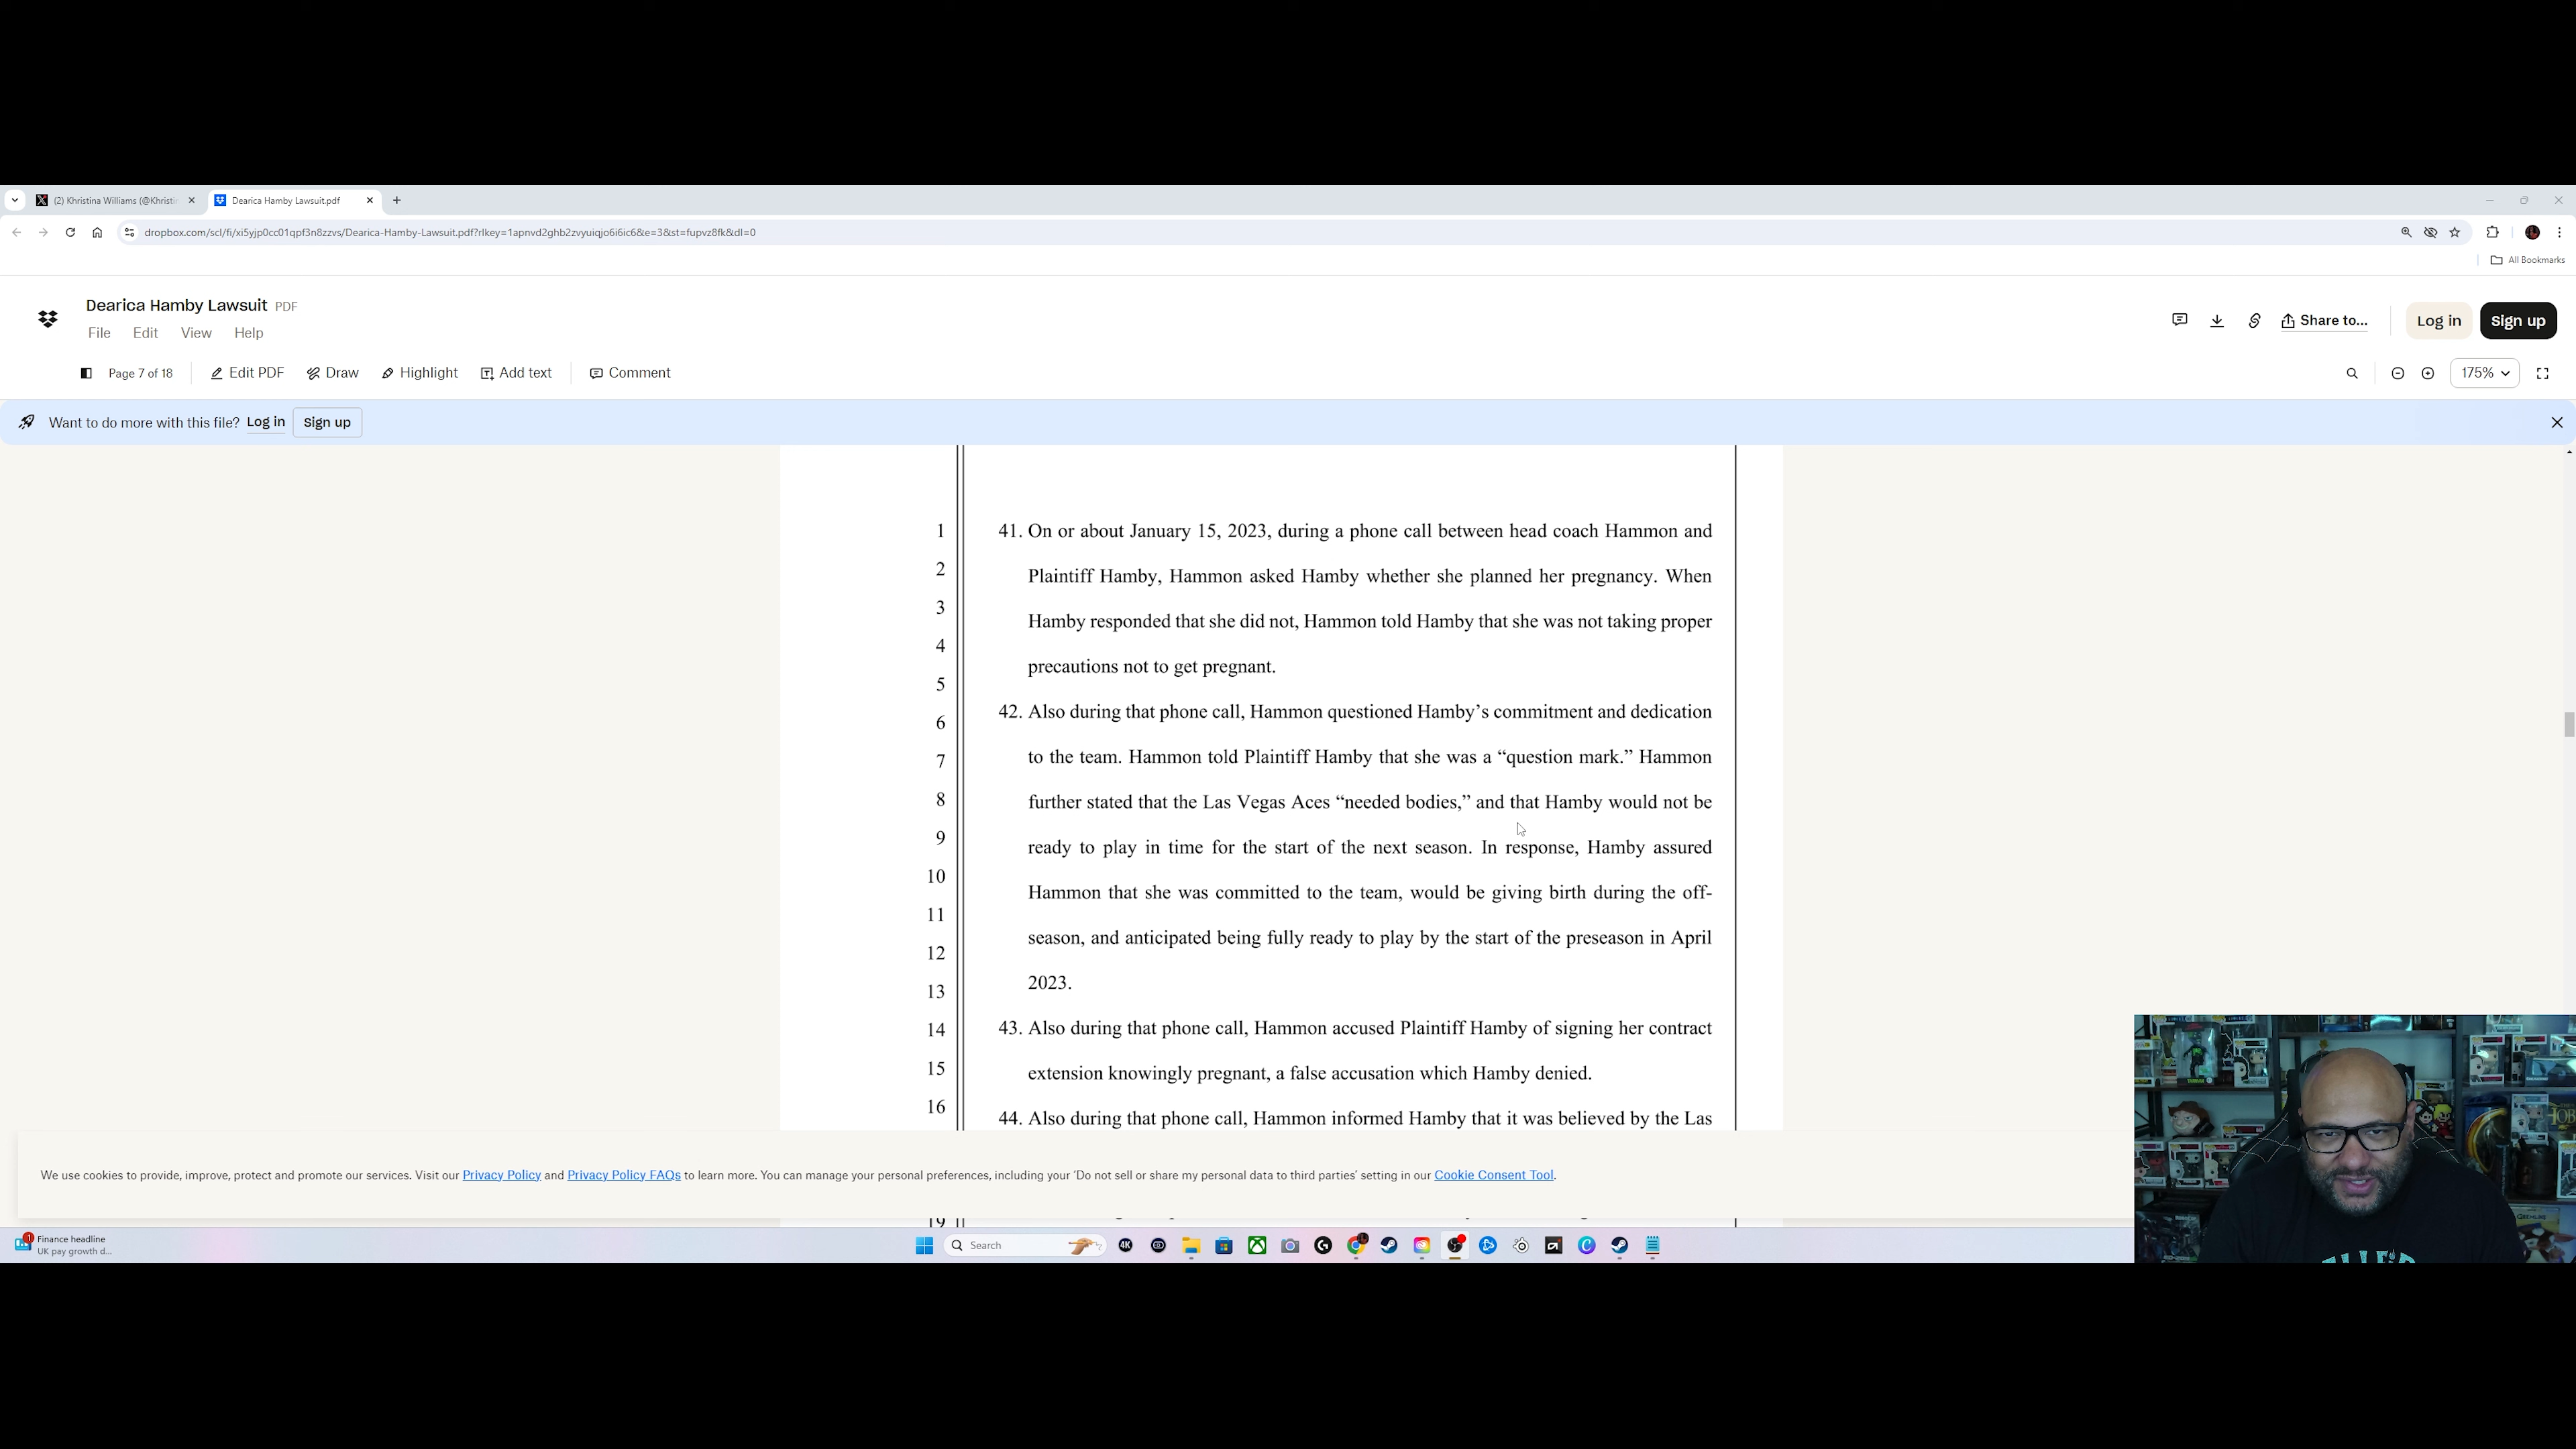 (2) Khristina Williams (@Khristin
Dearica Hamby Lawsuit.pdf
dropbox.com/scl/fi/xi5yjp0cc01qpf3n8zzvs/Dearica-Hamby-Lawsuit.pdf?rlkey=1apnvd2ghb2zvyuiqjo6i6ic6&e=3&st=fupvz8fk&dl=0
All Bookmarks
Dearica Hamby Lawsuit PDF
File Edit View Help
Share to...
Log in
Sign up
Page 7 of 18
Edit PDF
Draw
Highlight
Add text
Comment
175%
Want to do more with this file? Log in Sign up
1
2
3
4
5
6
7
8
9
10
11
12
13
14
15
16
19
41. On or about January 15, 2023, during a phone call between head coach Hammon and
Plaintiff Hamby, Hammon asked Hamby whether she planned her pregnancy. When
Hamby responded that she did not, Hammon told Hamby that she was not taking proper
precautions not to get pregnant.
42. Also during that phone call, Hammon questioned Hamby’s commitment and dedication
to the team. Hammon told Plaintiff Hamby that she was a “question mark.” Hammon
further stated that the Las Vegas Aces “needed bodies,” and that Hamby would not be
ready to play in time for the start of the next season. In response, Hamby assured
Hammon that she was committed to the team, would be giving birth during the off-
season, and anticipated being fully ready to play by the start of the preseason in April
2023.
43. Also during that phone call, Hammon accused Plaintiff Hamby of signing her contract
extension knowingly pregnant, a false accusation which Hamby denied.
44. Also during that phone call, Hammon informed Hamby that it was believed by the Las
We use cookies to provide, improve, protect and promote our services. Visit our Privacy Policy and Privacy Policy FAQs to learn more. You can manage your personal preferences, including your ‘Do not sell or share my personal data to third parties’ setting in our Cookie Consent Tool.
1
Finance headline
UK pay growth d...
Search
4K